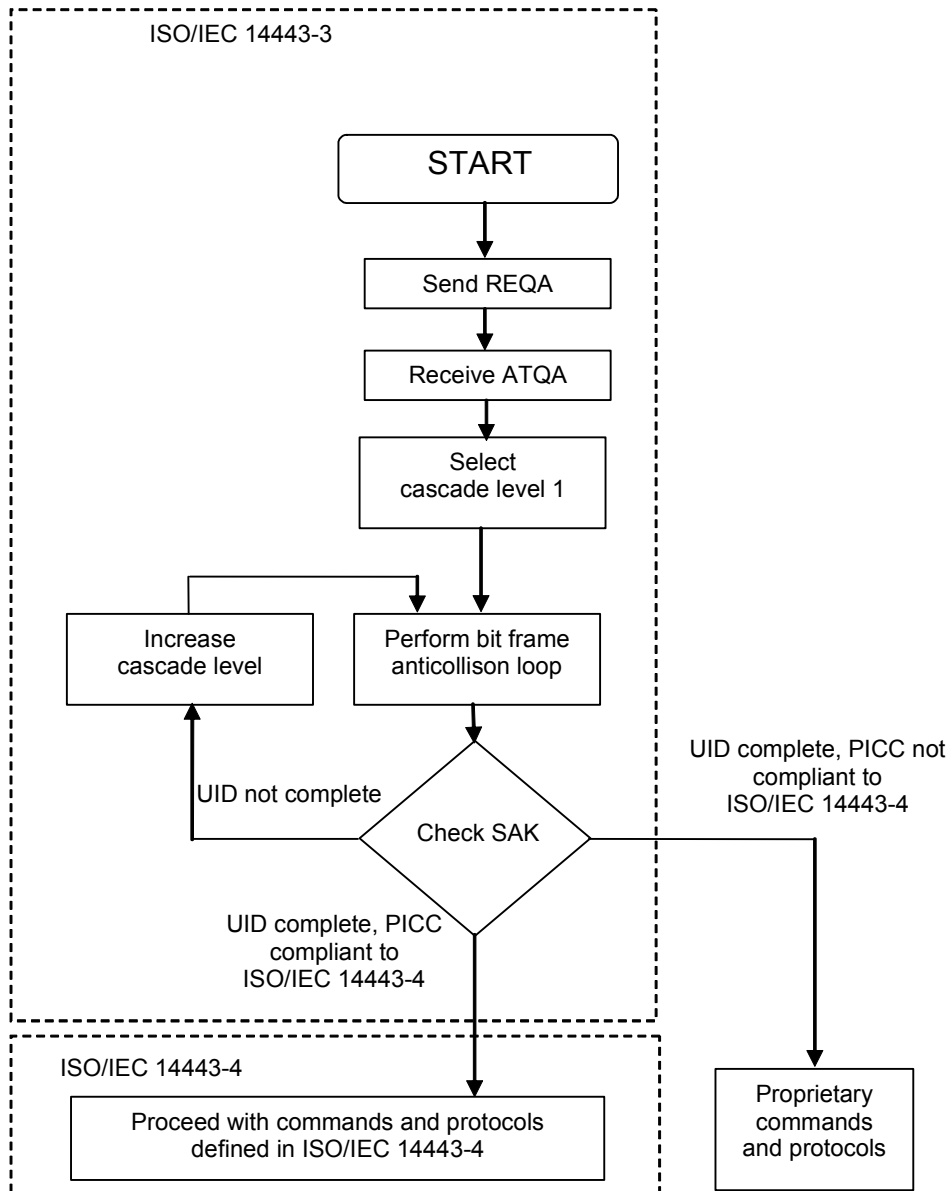 ISO/IEC 14443-3
START
Send REQA
Receive ATQA
Select
cascade level 1
Increase
cascade level
Perform bit frame
anticollison loop
UID not complete
Check SAK
UID complete, PICC not
compliant to
ISO/IEC 14443-4
UID complete, PICC
compliant to
ISO/IEC 14443-4
ISO/IEC 14443-4
Proceed with commands and protocols
defined in ISO/IEC 14443-4
Proprietary
commands
and protocols